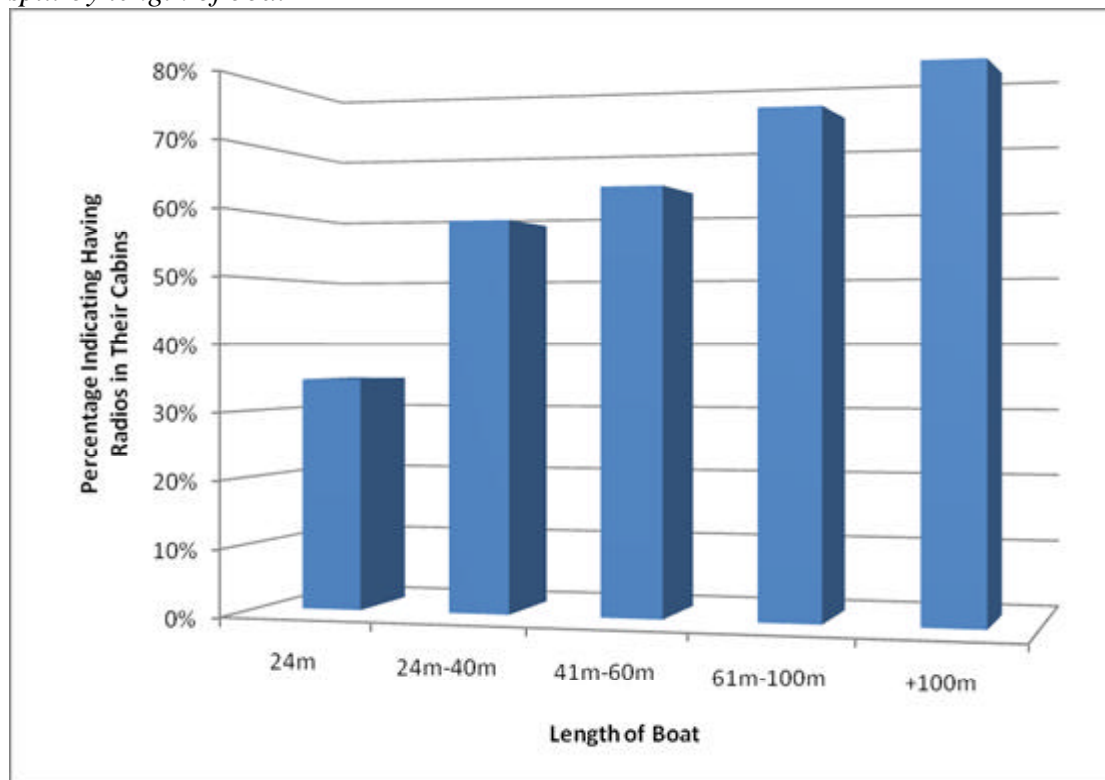 80%
70%
60%
50%
40%
30%
20%
10%
0%
Percentage Indicating Having
Radios in Their Cabins
24m
24m-40m
41m-60m
61m-100m
+100m
Length of Boat